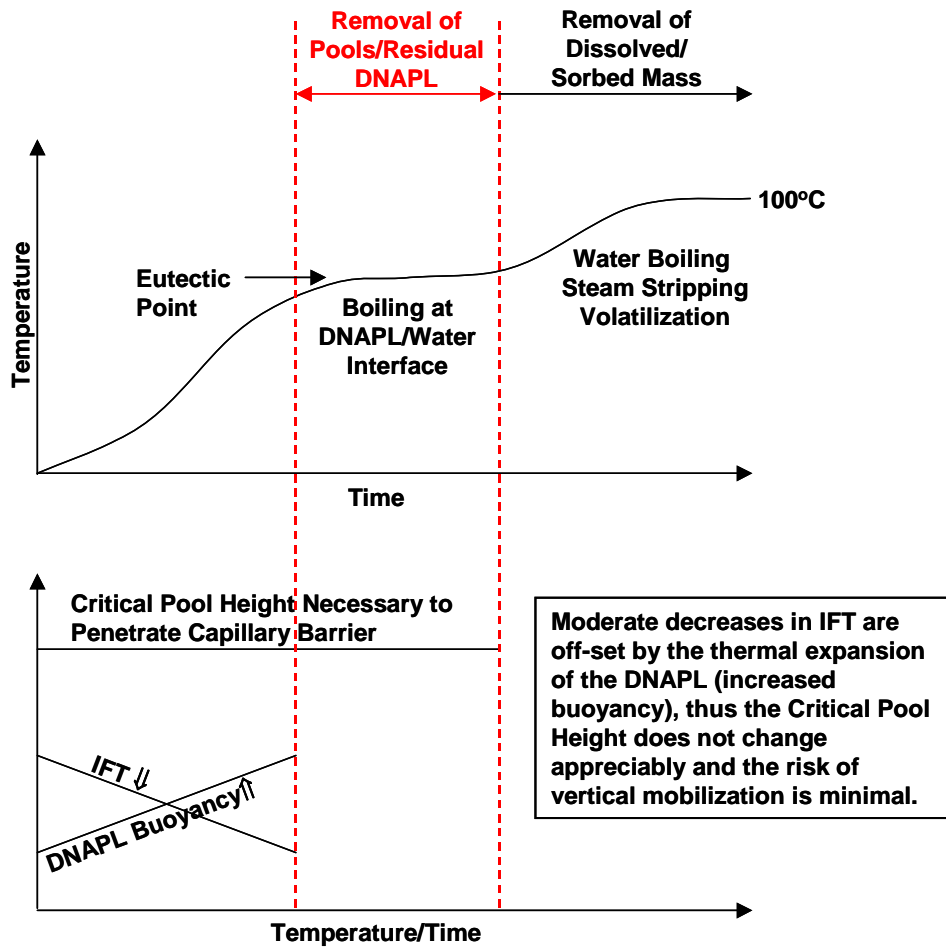 Removal of
Pools/Residual
DNAPL
Removal of
Dissolved/
Sorbed Mass
Temperature
100ºC
Eutectic
Point
Boiling at
DNAPL/Water
Interface
Water Boiling
Steam Stripping
Volatilization
Time
Critical Pool Height Necessary to
Penetrate Capillary Barrier
IFT ⇓
DNAPL Buoyancy⇑
Moderate decreases in IFT are
off-set by the thermal expansion
of the DNAPL (increased
buoyancy), thus the Critical Pool
Height does not change
appreciably and the risk of
vertical mobilization is minimal.
Temperature/Time